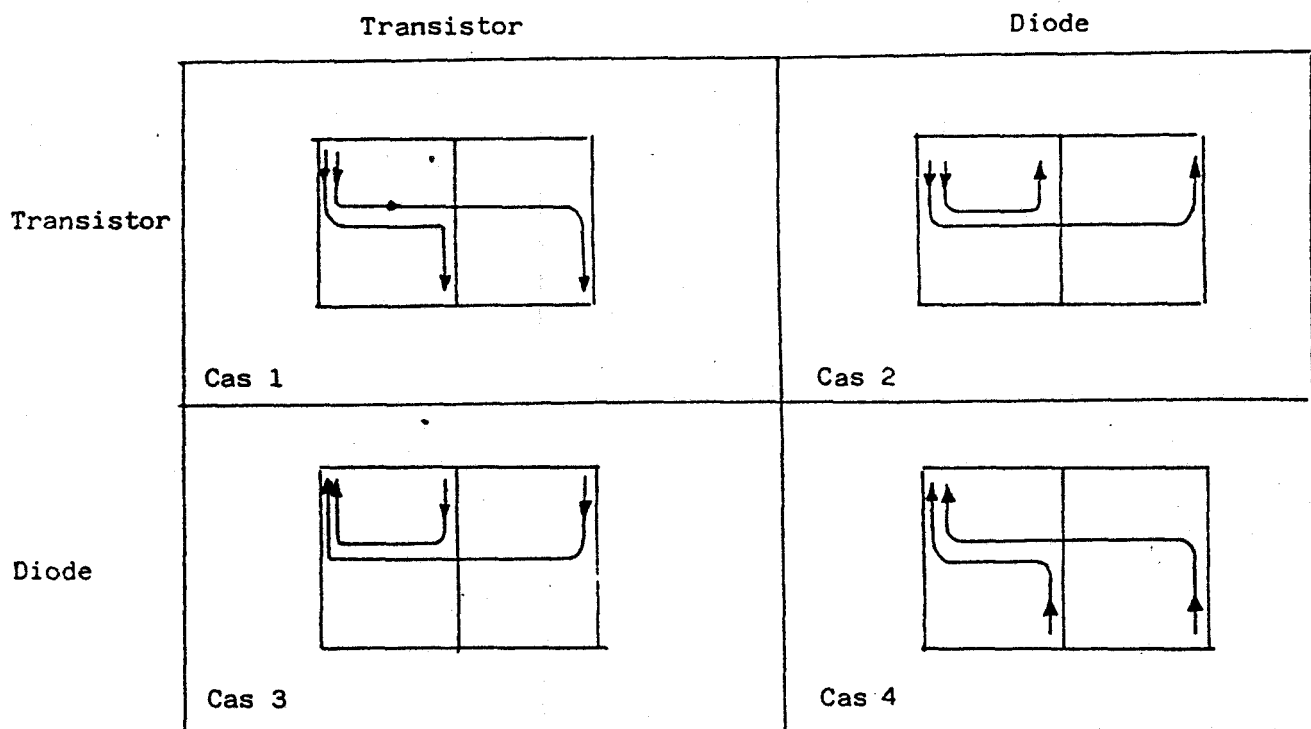 Transistor Diode
Transistor
Cas 1 Cas 2
Diode
Cas 3 Cas 4